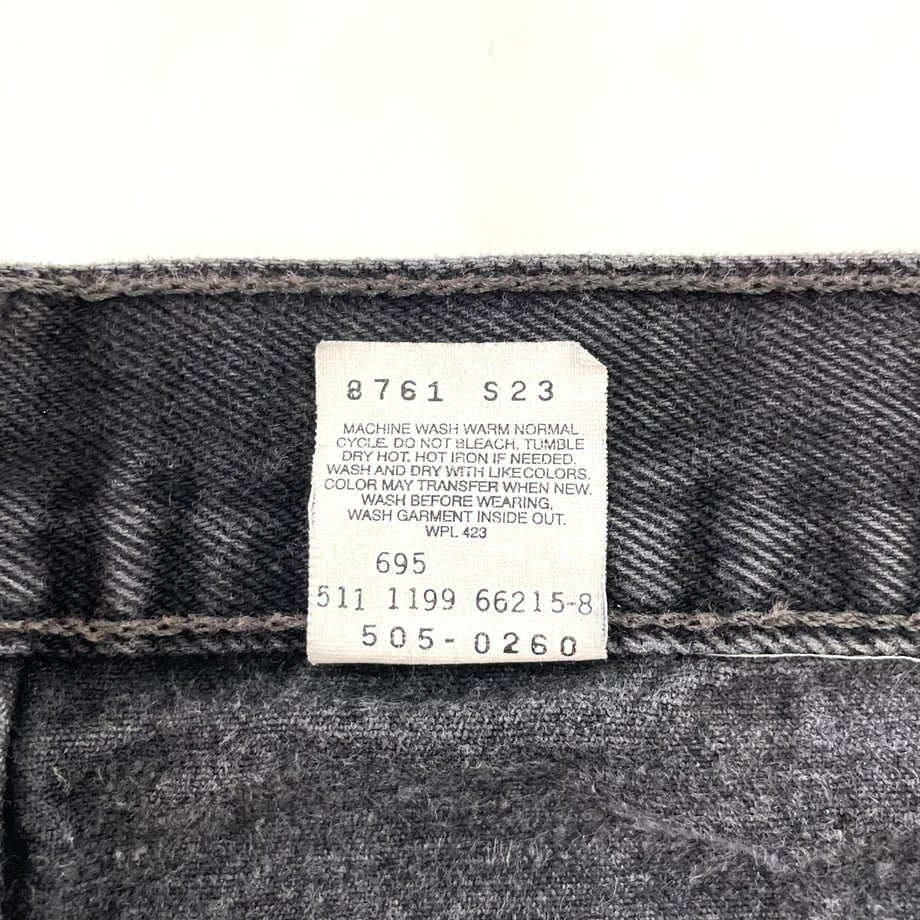 8761 S23
MACHINE WASH WARM NORMAL
CYCLE. DO NOT BLEACH. TUMBLE
DRY HOT. HOT IRON IF NEEDED.
WASH AND DRY WITH LIKE COLORS.
COLOR MAY TRANSFER WHEN NEW.
WASH BEFORE WEARING,
WASH GARMENT INSIDE OUT.
WPL 423
695
511 1199 66215-8
505-0260